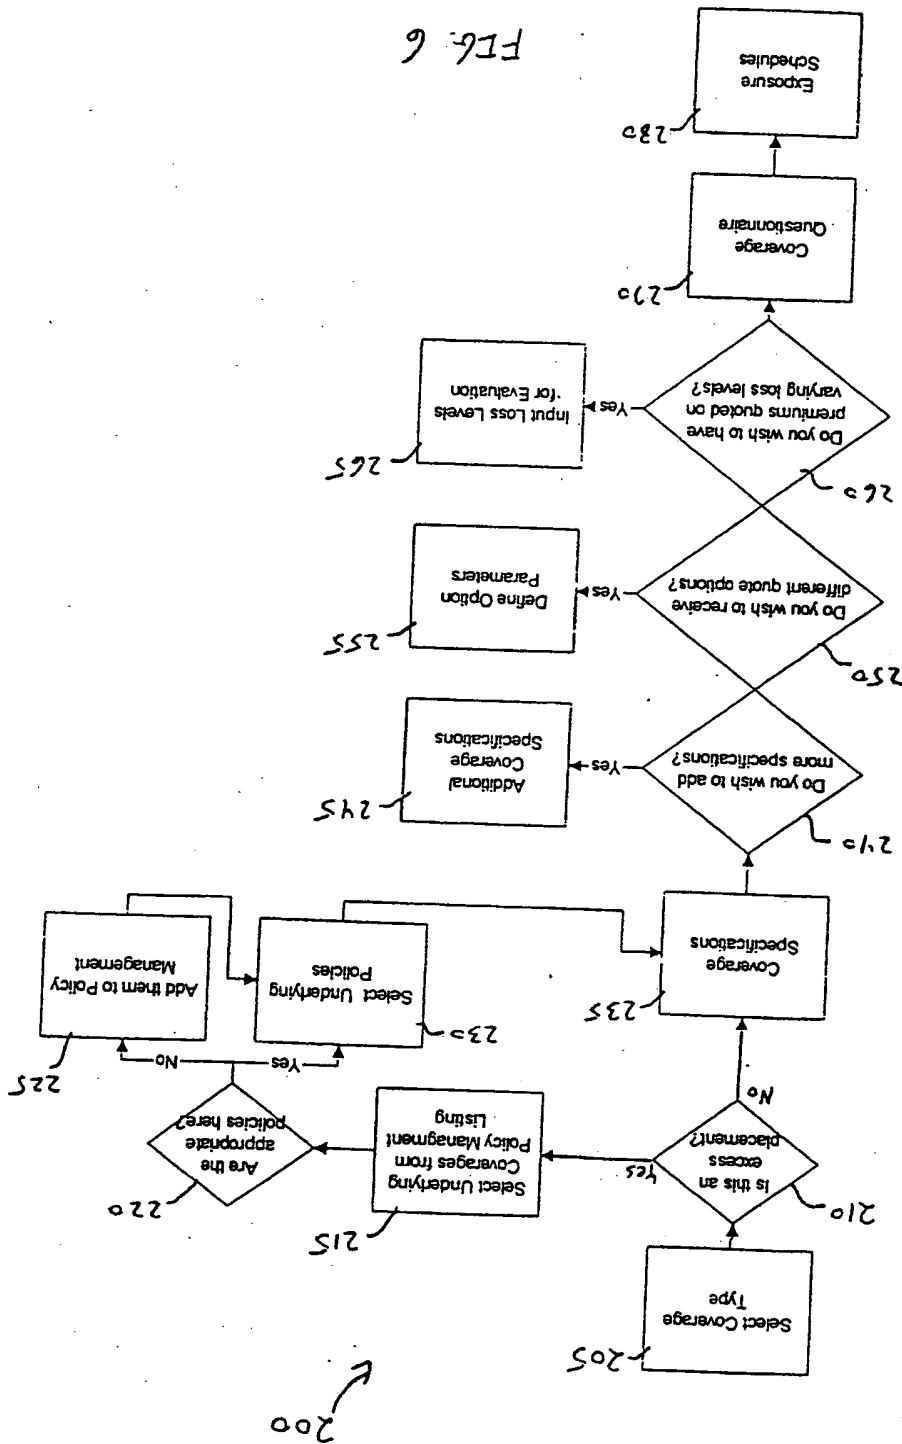 200
205
Select Coverage
Type
210
Is this an
excess
placement?
Yes
No
215
Select Underlying
Coverages from
Policy Managment
Listing
220
Are the
appropriate
policies here?
Yes
No
225
Add them to Policy
Management
230
Select Underlying
Policies
235
Coverage
Specifications
240
Do you wish to add
more specifications?
Yes
245
Additional
Coverage
Specifications
250
Do you wish to receive
different quote options?
Yes
255
Define Option
Parameters
260
Do you wish to have
premiums quoted on
varying loss levels?
Yes
265
Input Loss Levels
for Evaluation
270
Coverage
Questionnaire
280
Exposure
Schedules
FIG. 6